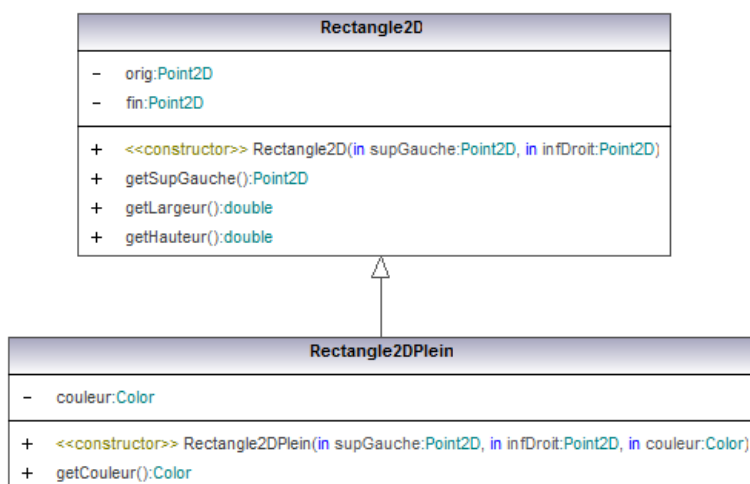 Rectangle2D
- orig:Point2D
- fin:Point2D
+ <<constructor>> Rectangle2D(in supGauche:Point2D, in infDroit:Point2D)
+ getSupGauche():Point2D
+ getLargeur():double
+ getHauteur():double
Rectangle2DPlein
- couleur:Color
+ <<constructor>> Rectangle2DPlein(in supGauche:Point2D, in infDroit:Point2D, in couleur:Color)
+ getCouleur():Color